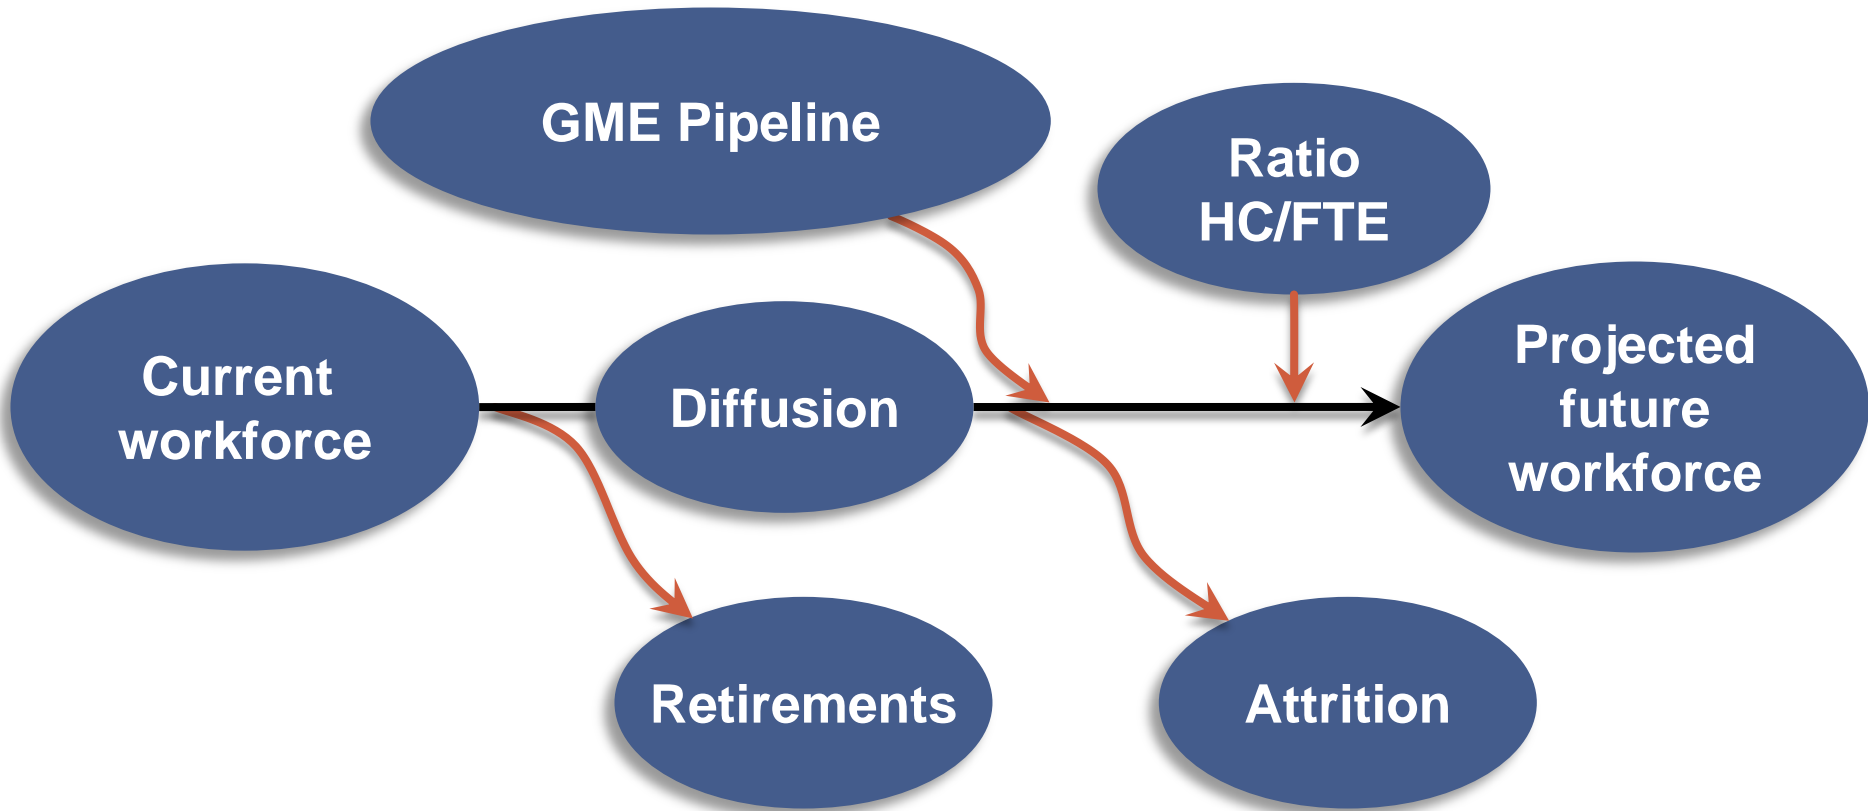 GME Pipeline
Ratio
HC/FTE
Current
workforce
Diffusion
Projected
future
workforce
Retirements
Attrition